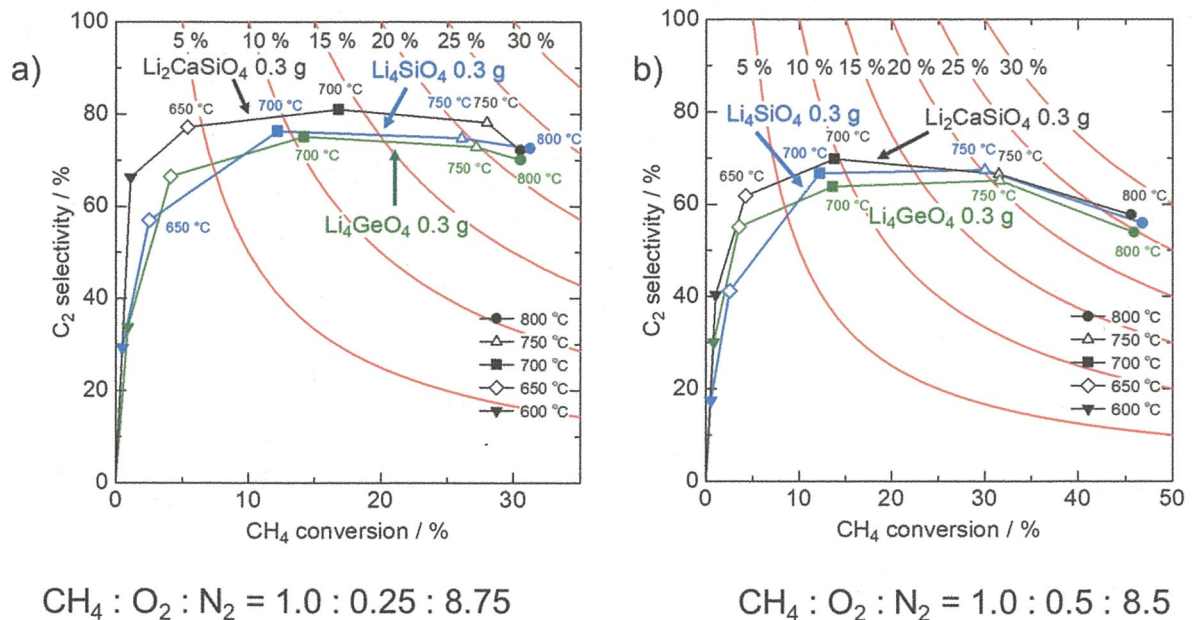 a)
100
80
60
40
20
0
C₂ selectivity / %
5 % 10 % 15 % 20 % 25 % 30 %
Li₂CaSiO₄ 0.3 g
Li₄SiO₄ 0.3 g
650 °C
700 °C
700 °C
750 °C
750 °C
800 °C
700 °C
750 °C
800 °C
650 °C
Li₄GeO₄ 0.3 g
800 °C
750 °C
700 °C
650 °C
600 °C
0 10 20 30
CH₄ conversion / %
CH₄ : O₂ : N₂ = 1.0 : 0.25 : 8.75
b)
100
80
60
40
20
0
C₂ selectivity / %
5 % 10 % 15 % 20 % 25 % 30 %
Li₄SiO₄ 0.3 g
Li₂CaSiO₄ 0.3 g
700 °C
700 °C
750 °C
750 °C
650 °C
800 °C
700 °C
750 °C
Li₄GeO₄ 0.3 g
800 °C
800 °C
750 °C
700 °C
650 °C
600 °C
0 10 20 30 40 50
CH₄ conversion / %
CH₄ : O₂ : N₂ = 1.0 : 0.5 : 8.5